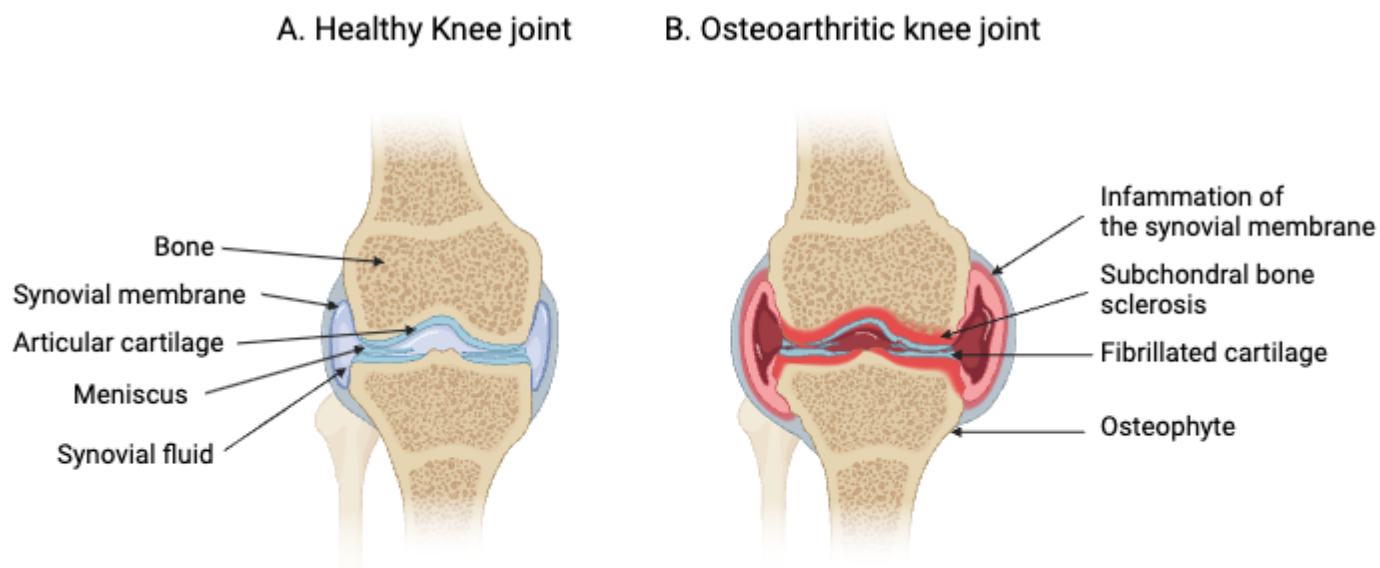 A. Healthy Knee joint
B. Osteoarthritic knee joint
Bone
Synovial membrane
Articular cartilage
Meniscus
Synovial fluid
Infammation of
the synovial membrane
Subchondral bone
sclerosis
Fibrillated cartilage
Osteophyte